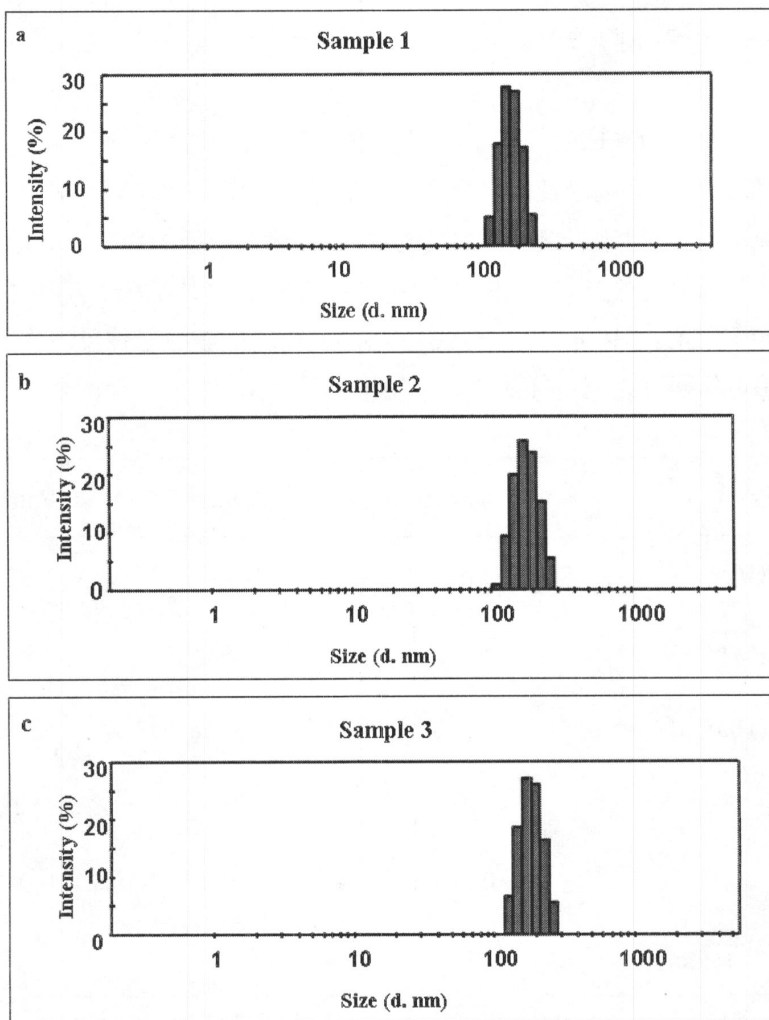 a
Sample 1
Intensity (%)
30
20
10
0
1 10 100 1000
Size (d. nm)
b
Sample 2
Intensity (%)
30
20
10
0
1 10 100 1000
Size (d. nm)
c
Sample 3
Intensity (%)
30
20
10
0
1 10 100 1000
Size (d. nm)